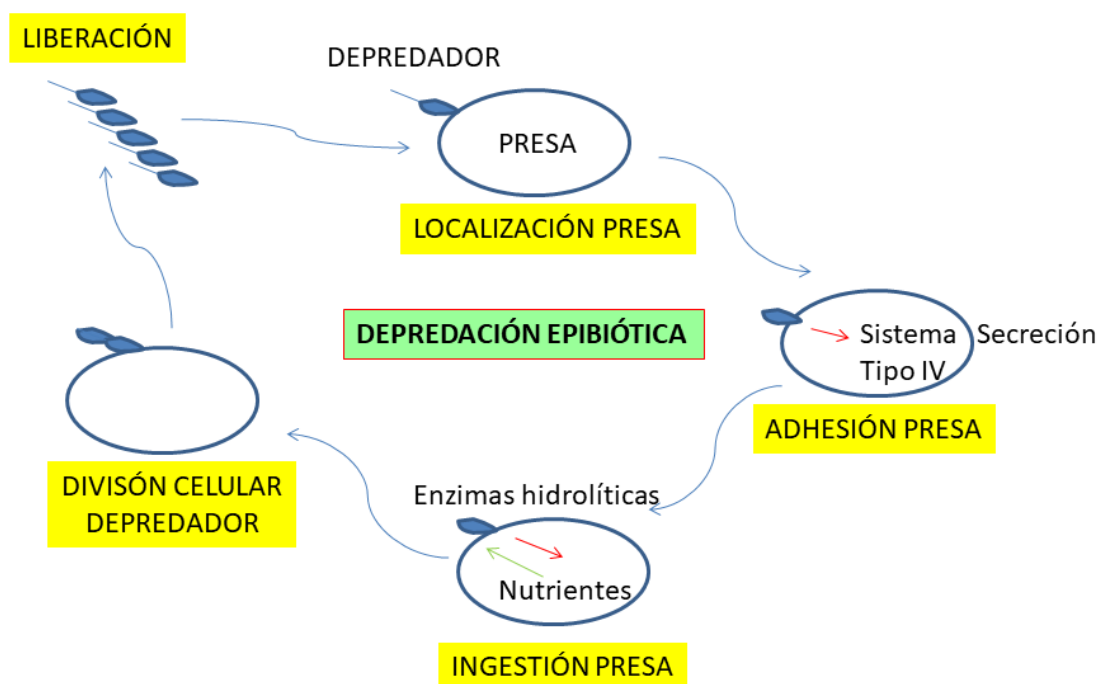 LIBERACIÓN
DEPREDADOR
PRESA
LOCALIZACIÓN PRESA
DEPREDACIÓN EPIBIÓTICA
Sistema Secreción
Tipo IV
ADHESIÓN PRESA
Enzimas hidrolíticas
Nutrientes
INGESTIÓN PRESA
DIVISÓN CELULAR
DEPREDADOR